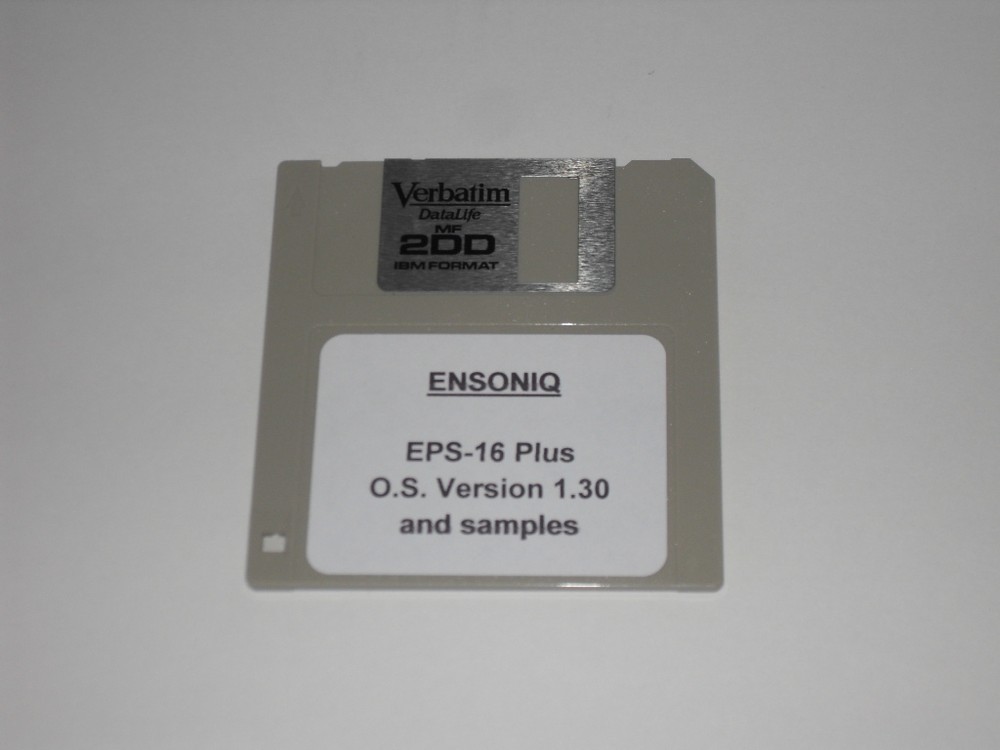 Verbatim
DataLife
MF
2DD
IBM FORMAT
ENSONIQ
EPS-16 Plus
O.S. Version 1.30
and samples